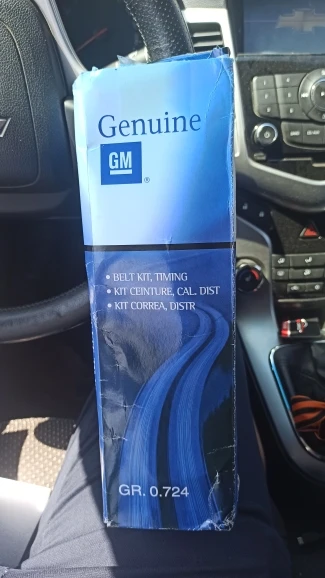 Genuine
GM
®
• BELT KIT, TIMING
• KIT CEINTURE, CAL. DIST
• KIT CORREA, DISTR
GR. 0.724